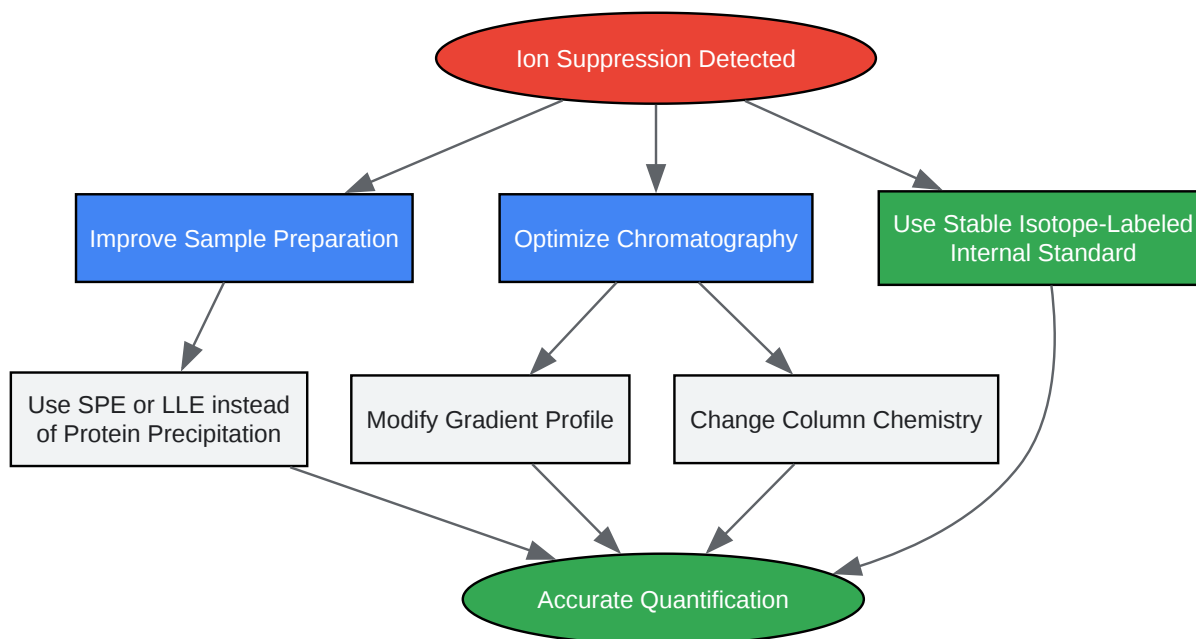 Ion Suppression Detected
Improve Sample Preparation
Optimize Chromatography
Use Stable Isotope-Labeled
Internal Standard
Use SPE or LLE instead
of Protein Precipitation
Modify Gradient Profile
Change Column Chemistry
Accurate Quantification